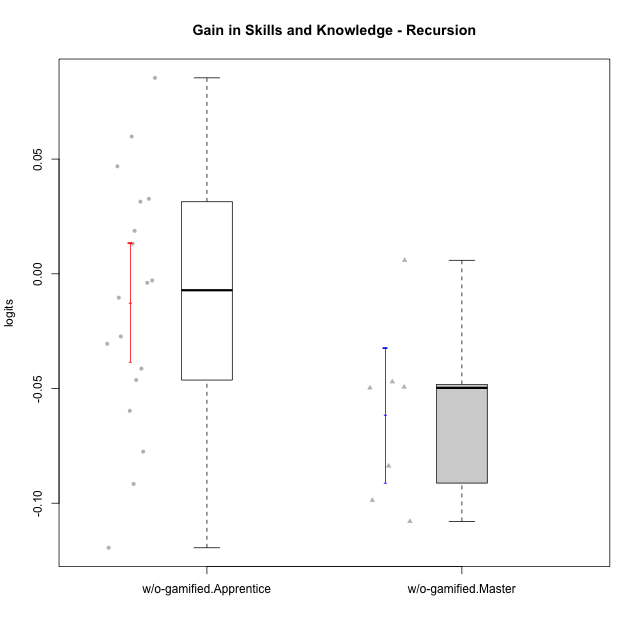 Gain in Skills and Knowledge - Recursion
logits
0.05
0.00
-0.05
-0.10
w/o-gamified.Apprentice
w/o-gamified.Master